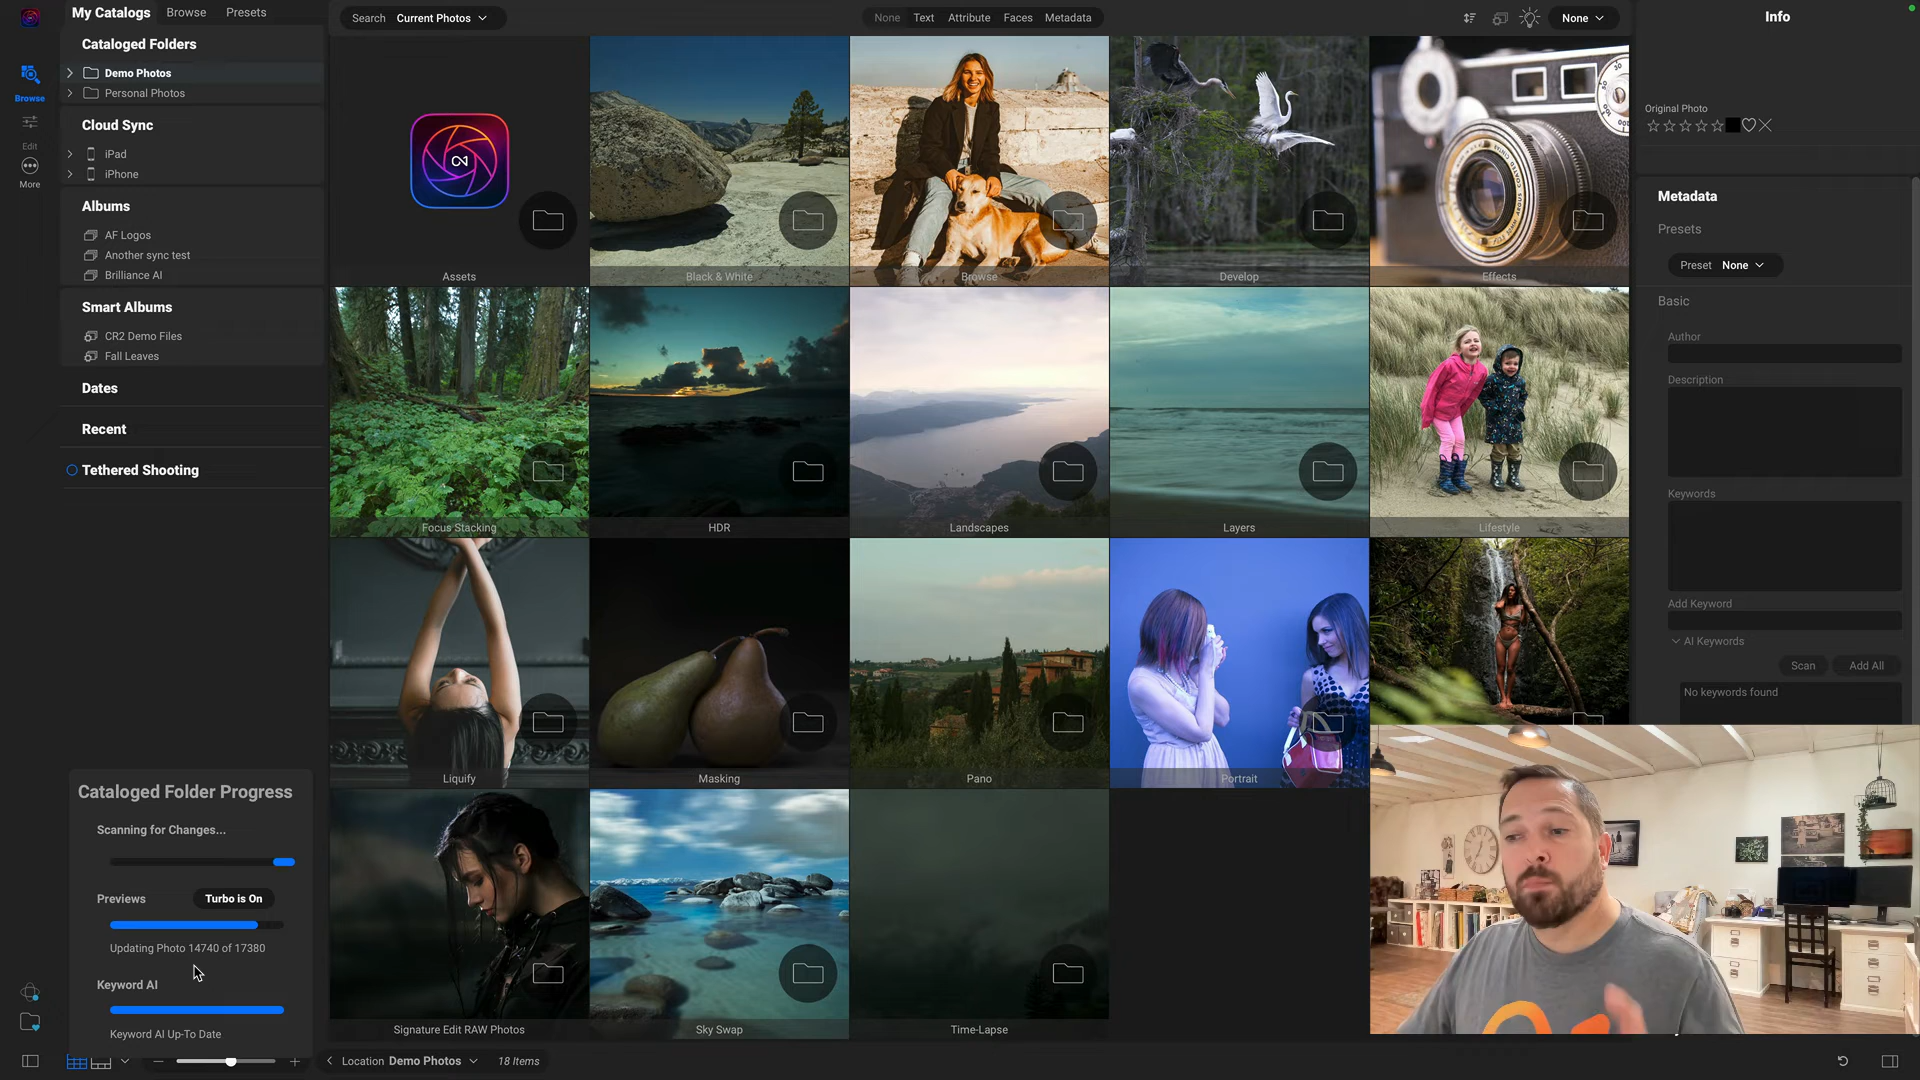 My Catalogs Browse Presets
Search Current Photos
None Text Attribute Faces Metadata
None
Info
Browse
Edit
More
Cataloged Folders
Demo Photos
Personal Photos
Cloud Sync
iPad
iPhone
Albums
AF Logos
Another sync test
Brilliance AI
Smart Albums
CR2 Demo Files
Fall Leaves
Dates
Recent
Tethered Shooting
Cataloged Folder Progress
Scanning for Changes...
Previews Turbo is On
Updating Photo 14740 of 17380
Keyword AI
Keyword AI Up-To Date
Assets Black & White Browse Develop Effects
Focus Stacking HDR Landscapes Layers Lifestyle
Liquify Masking Pano Portrait
Signature Edit RAW Photos Sky Swap Time-Lapse
Location Demo Photos 18 Items
Original Photo
Metadata
Presets
Preset None
Basic
Author
Description
Keywords
Add Keyword
AI Keywords
Scan Add All
No keywords found